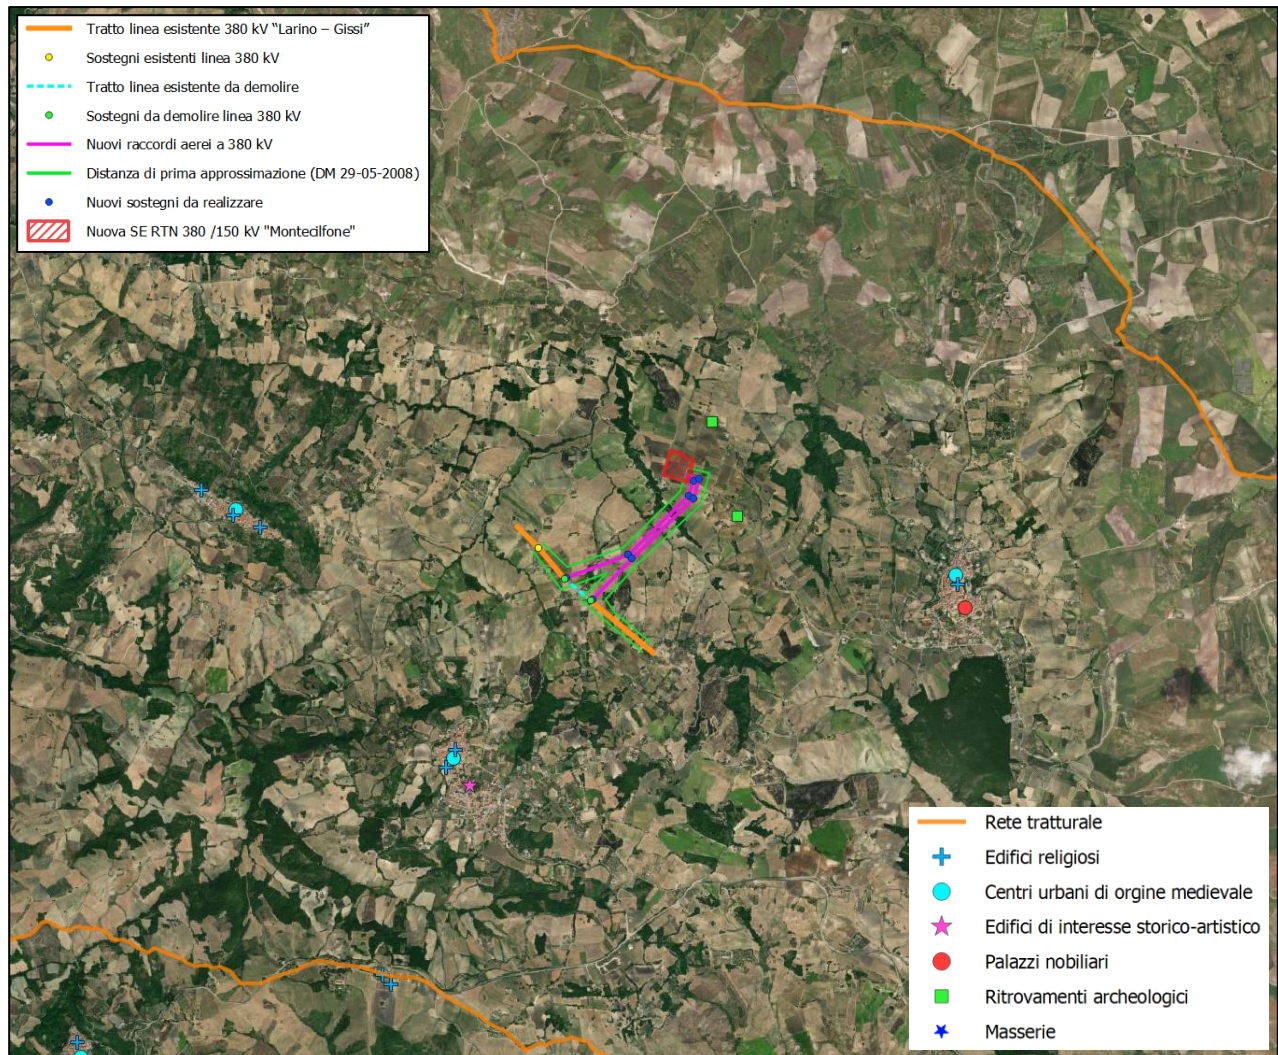 Tratto linea esistente 380 kV “Larino – Gissi”
Sostegni esistenti linea 380 kV
Tratto linea esistente da demolire
Sostegni da demolire linea 380 kV
Nuovi raccordi aerei a 380 kV
Distanza di prima approssimazione (DM 29-05-2008)
Nuovi sostegni da realizzare
Nuova SE RTN 380 /150 kV "Montecilfone"
Rete tratturale
Edifici religiosi
Centri urbani di orgine medievale
Edifici di interesse storico-artistico
Palazzi nobiliari
Ritrovamenti archeologici
Masserie